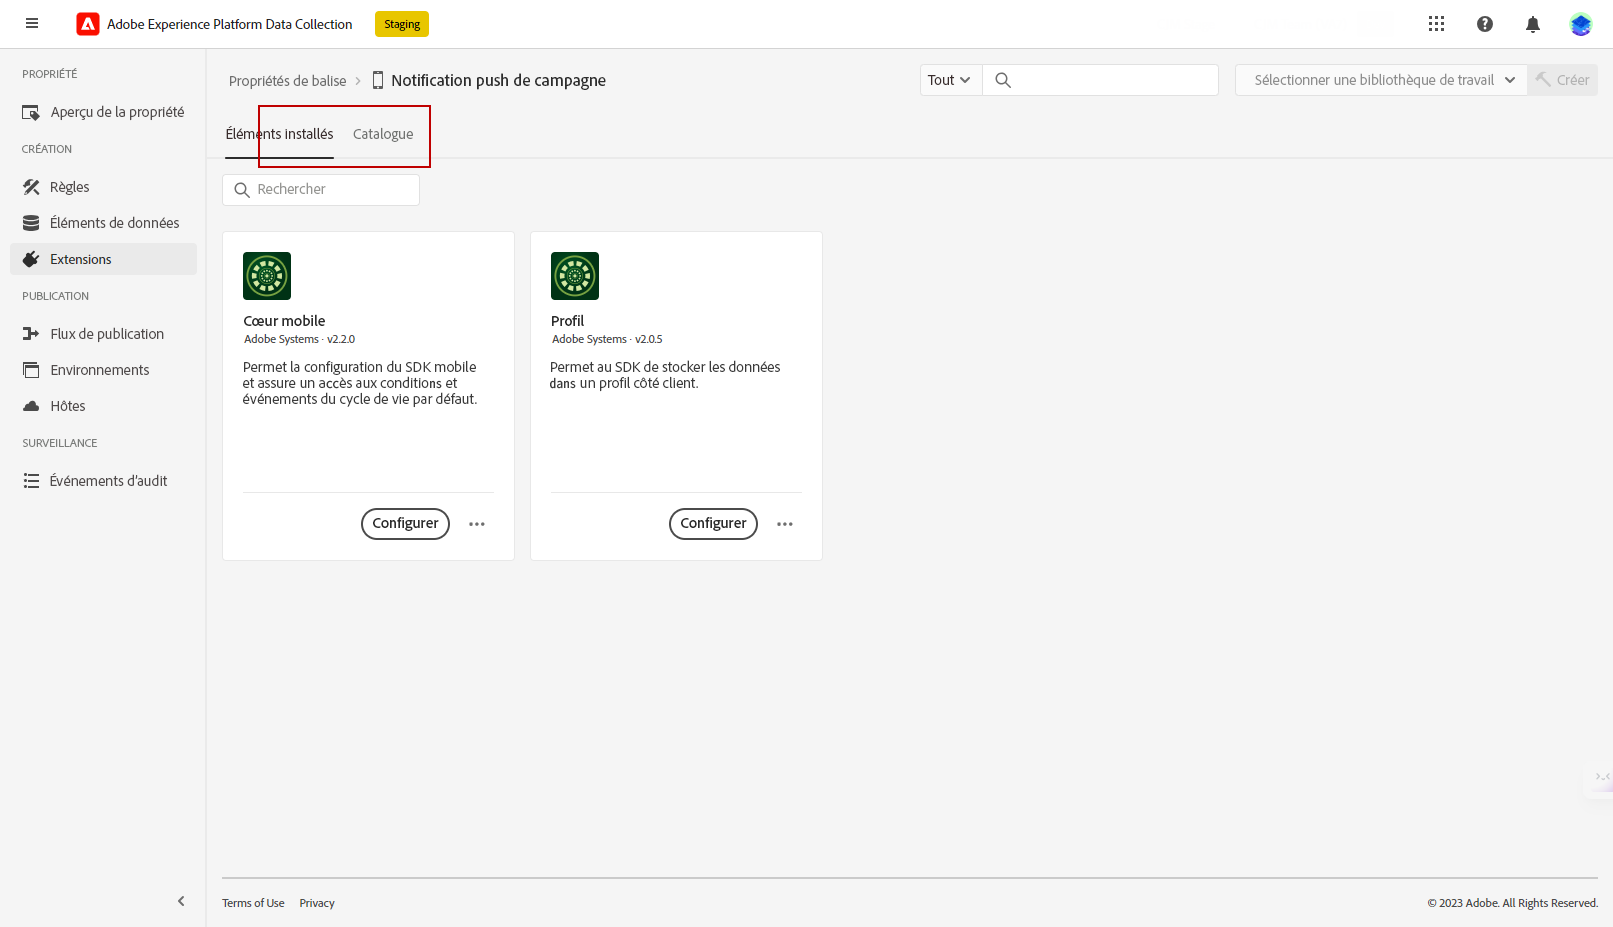 Adobe Experience Platform Data Collection
Staging
PROPRIÉTÉ
Aperçu de la propriété
CRÉATION
Règles
Éléments de données
Extensions
PUBLICATION
Flux de publication
Environnements
Hôtes
SURVEILLANCE
Événements d'audit
Propriétés de balise
Notification push de campagne
Tout
Sélectionner une bibliothèque de travail
Créer
Éléments installés
Catalogue
Rechercher
Cœur mobile
Adobe Systems · v2.2.0
Permet la configuration du SDK mobile
et assure un accès aux conditions et
événements du cycle de vie par défaut.
Configurer
Profil
Adobe Systems · v2.0.5
Permet au SDK de stocker les données
dans un profil côté client.
Configurer
Terms of Use
Privacy
© 2023 Adobe. All Rights Reserved.